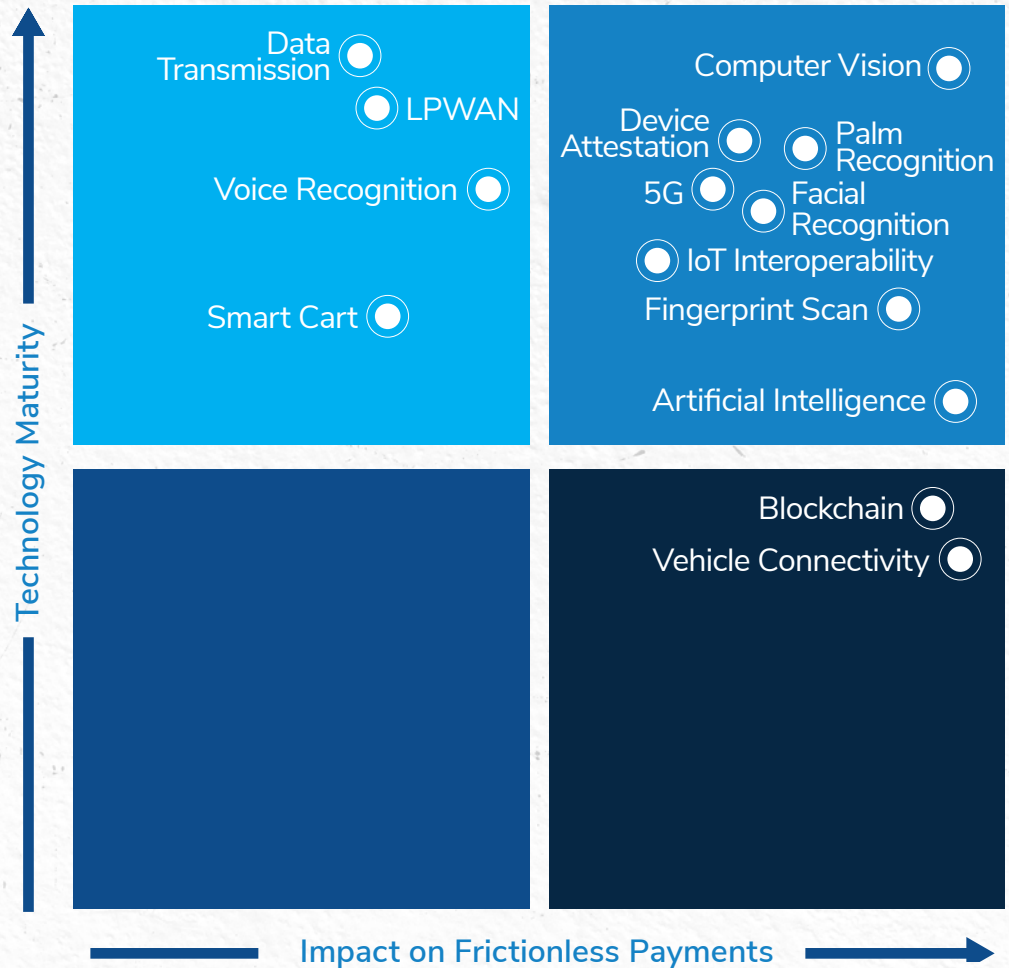 Data
Transmission
LPWAN
Voice Recognition
Smart Cart
Computer Vision
Device
Attestation
Palm
Recognition
5G
Facial
Recognition
IoT Interoperability
Fingerprint Scan
Artificial Intelligence
Blockchain
Vehicle Connectivity
Technology Maturity
Impact on Frictionless Payments